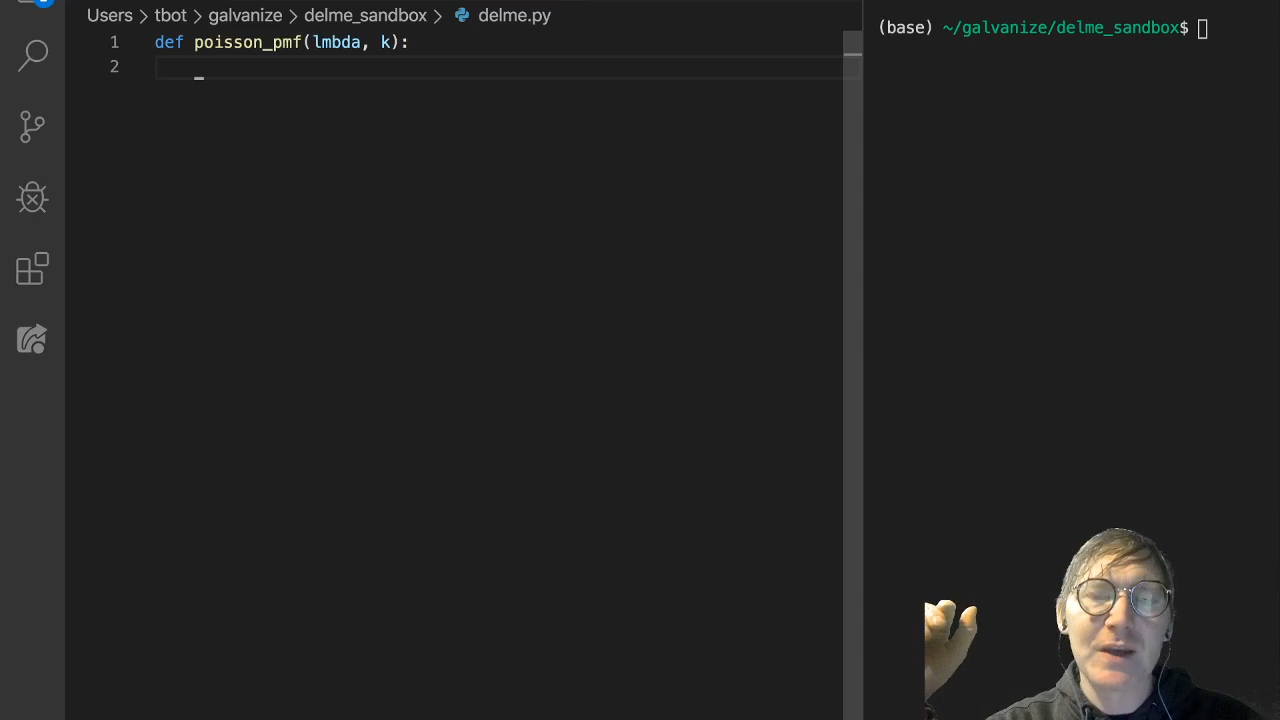 Users > tbot > galvanize > delme_sandbox > delme.py
1 def poisson_pmf(lmbda, k):
2
(base) ~/galvanize/delme_sandbox$